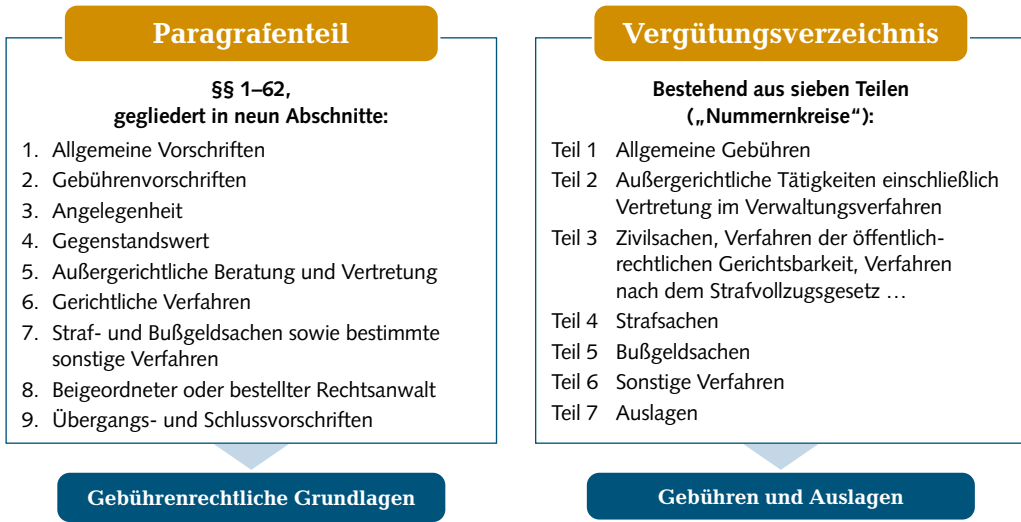 Paragrafenteil
§§ 1–62,
gegliedert in neun Abschnitte:
1. Allgemeine Vorschriften
2. Gebührenvorschriften
3. Angelegenheit
4. Gegenstandswert
5. Außergerichtliche Beratung und Vertretung
6. Gerichtliche Verfahren
7. Straf- und Bußgeldsachen sowie bestimmte
sonstige Verfahren
8. Beigeordneter oder bestellter Rechtsanwalt
9. Übergangs- und Schlussvorschriften
Gebührenrechtliche Grundlagen
Vergütungsverzeichnis
Bestehend aus sieben Teilen
(„Nummernkreise“):
Teil 1 Allgemeine Gebühren
Teil 2 Außergerichtliche Tätigkeiten einschließlich
Vertretung im Verwaltungsverfahren
Teil 3 Zivilsachen, Verfahren der öffentlich-
rechtlichen Gerichtsbarkeit, Verfahren
nach dem Strafvollzugsgesetz …
Teil 4 Strafsachen
Teil 5 Bußgeldsachen
Teil 6 Sonstige Verfahren
Teil 7 Auslagen
Gebühren und Auslagen